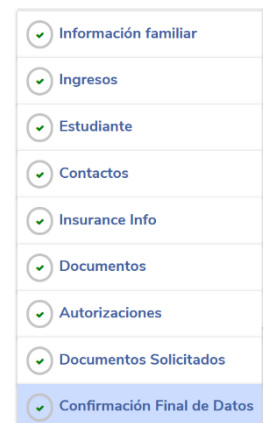 Información familiar
Ingresos
Estudiante
Contactos
Insurance Info
Documentos
Autorizaciones
Documentos Solicitados
Confirmación Final de Datos